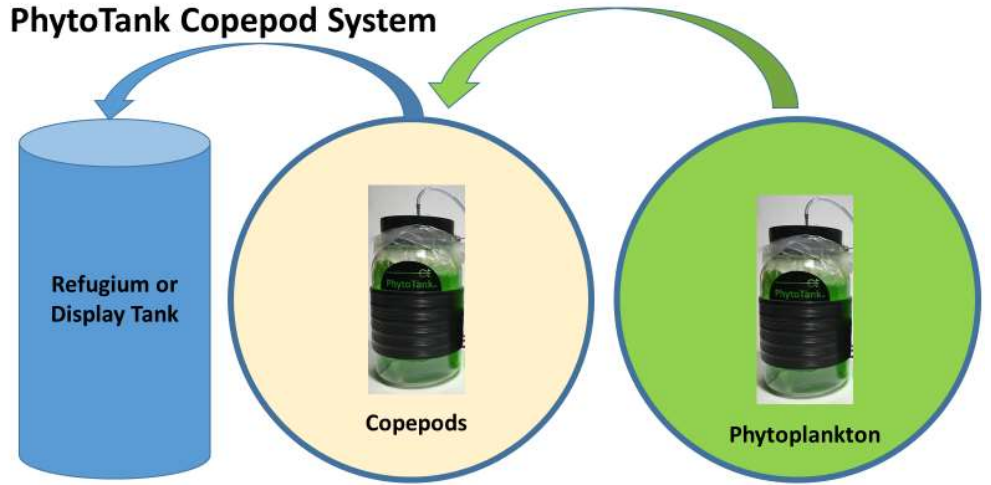 PhytoTank Copepod System
Refugium or
Display Tank
PhytoTank
Copepods
PhytoTank
Phytoplankton